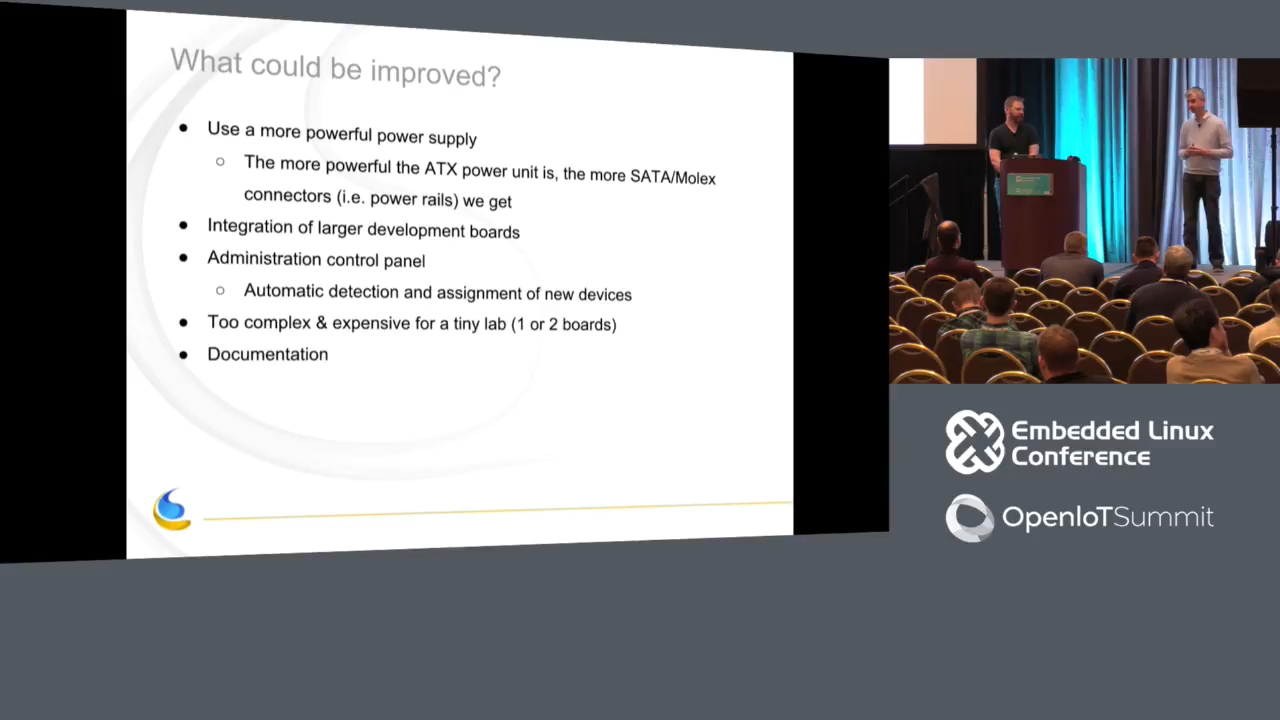 What could be improved?
● Use a more powerful power supply
○ The more powerful the ATX power unit is, the more SATA/Molex
connectors (i.e. power rails) we get
● Integration of larger development boards
● Administration control panel
○ Automatic detection and assignment of new devices
● Too complex & expensive for a tiny lab (1 or 2 boards)
● Documentation
Embedded Linux
Conference
OpenIoTSummit